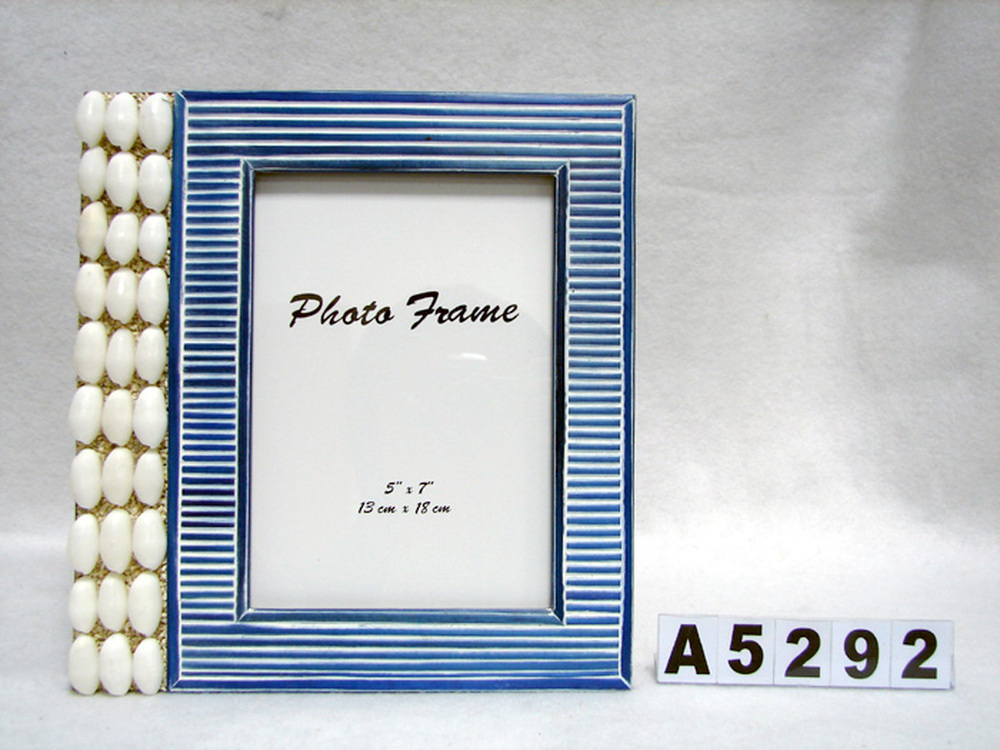 Photo Frame
5" x 7"
13 cm x 18 cm
A5292